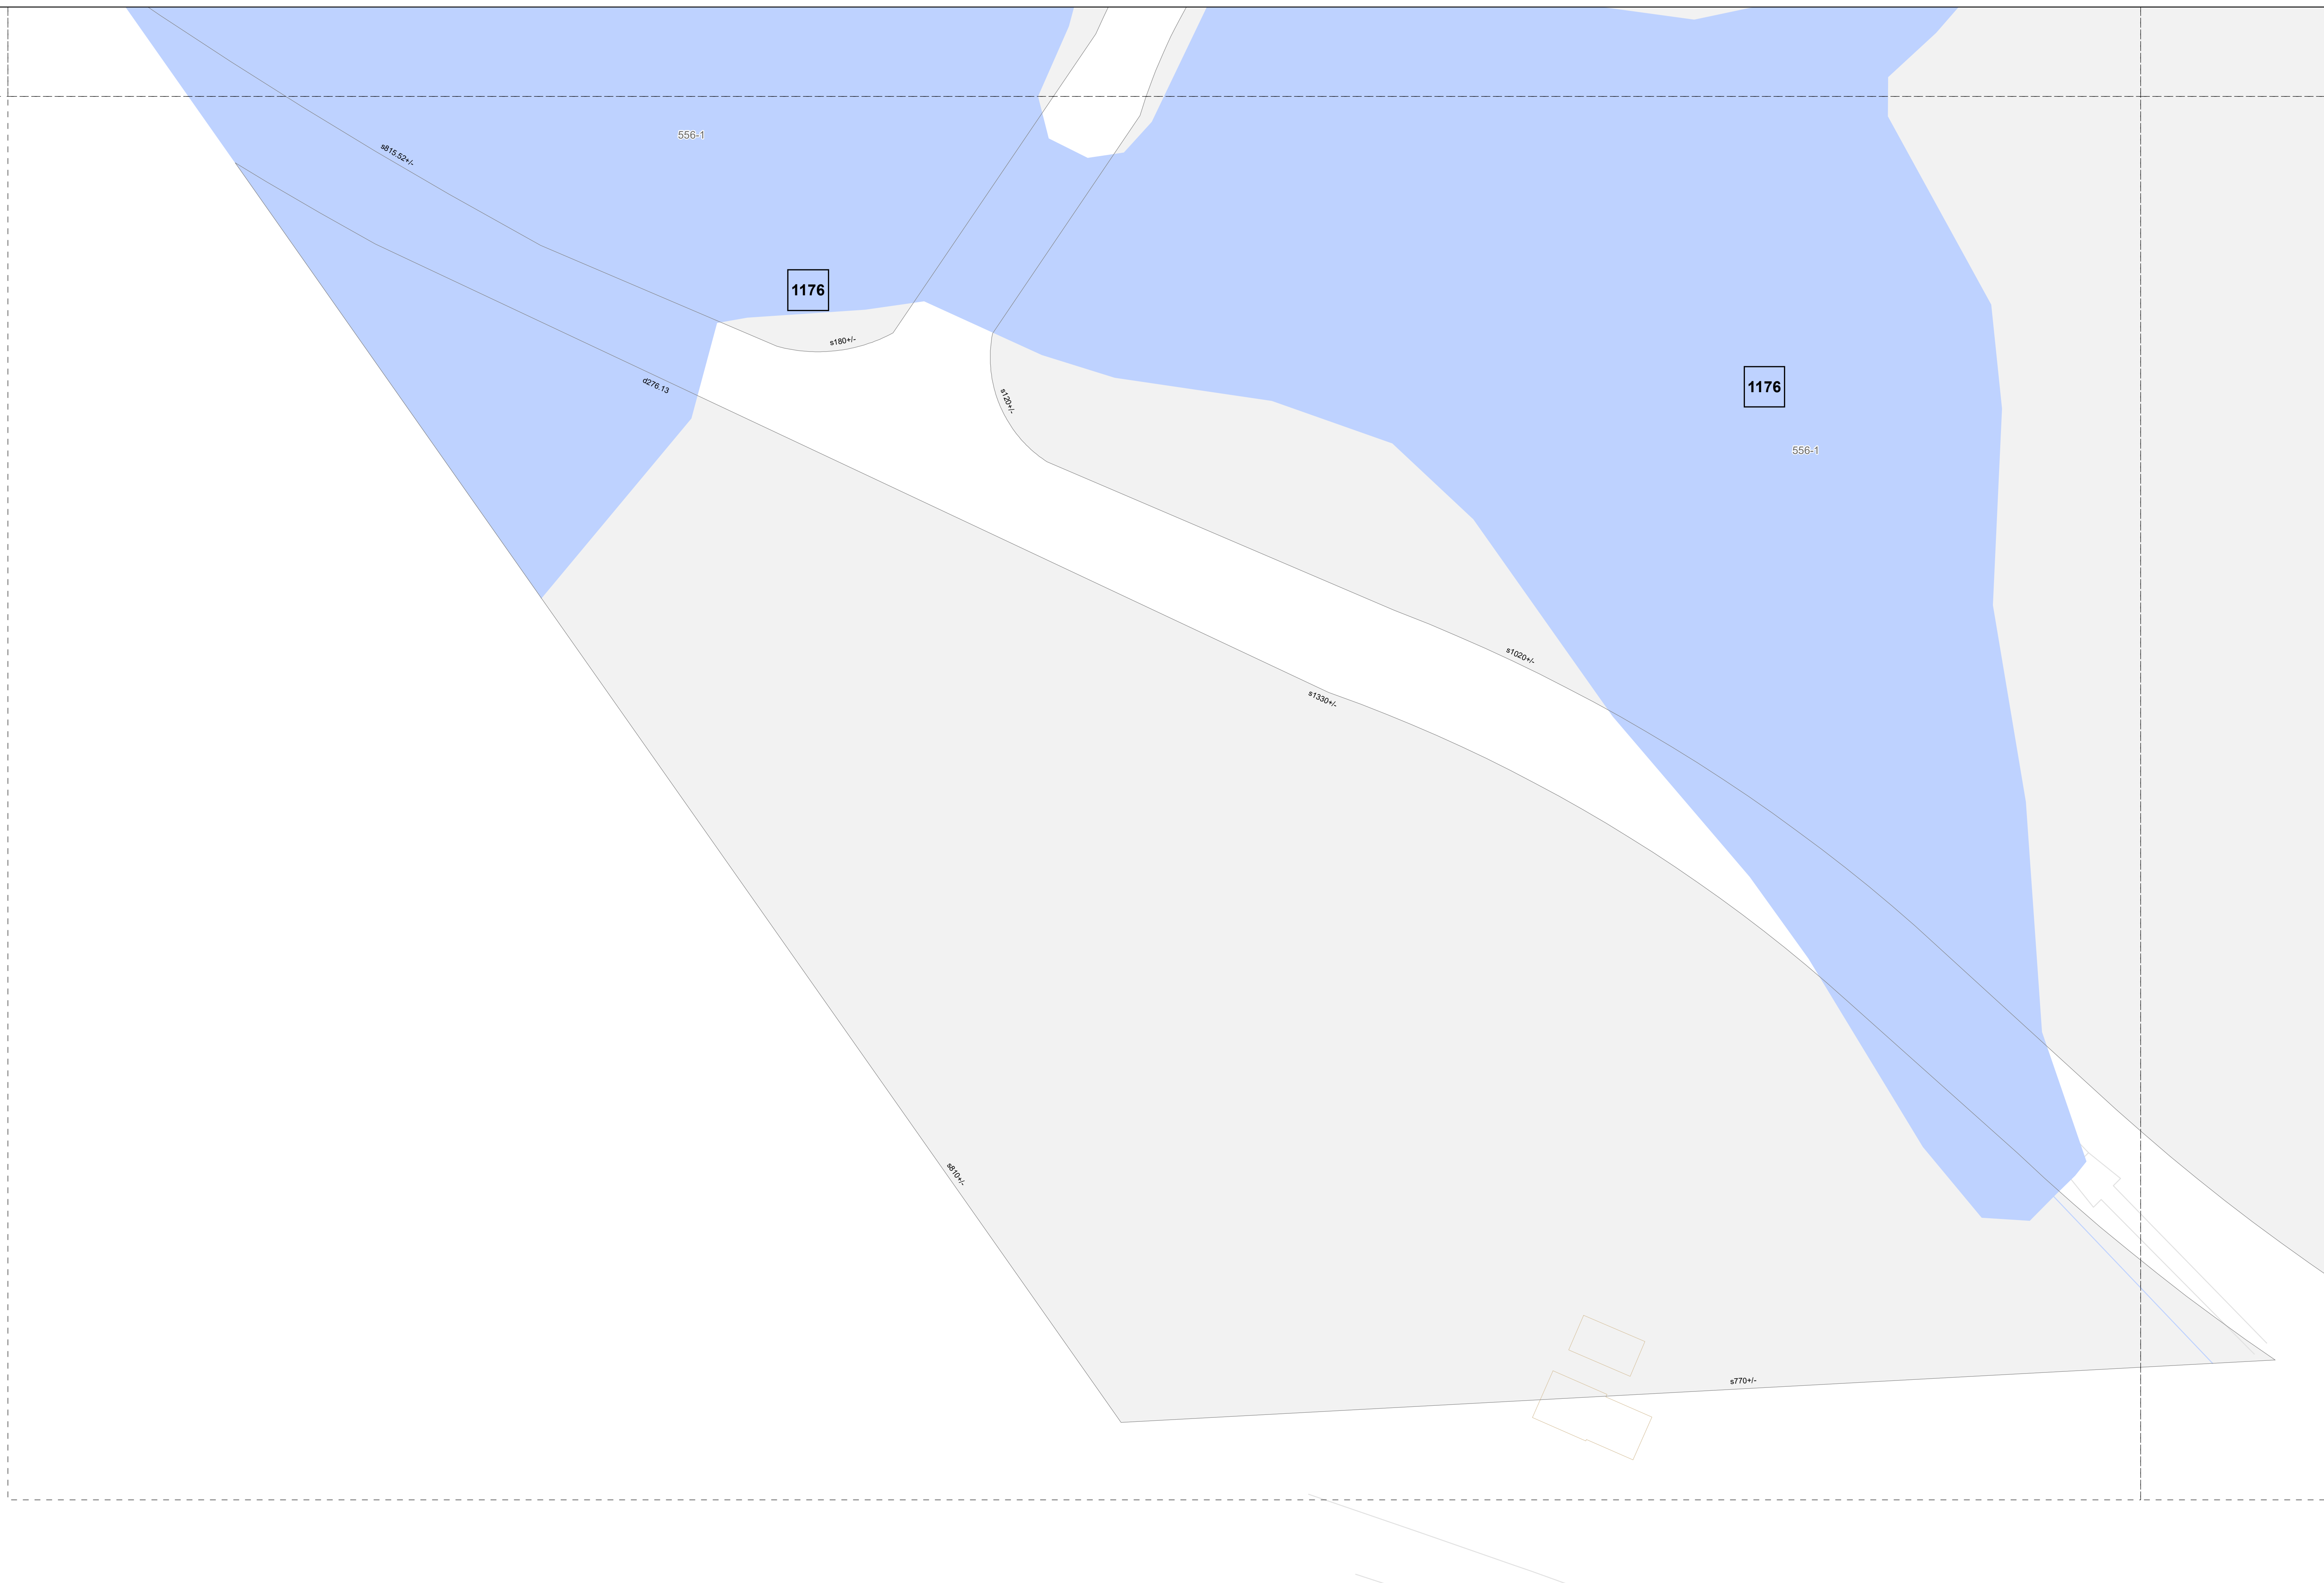 556-1
s815.52+/-
1176
s180+/-
d276.13
s120+/-
1176
556-1
s1020+/-
s1330+/-
s810+/-
s770+/-